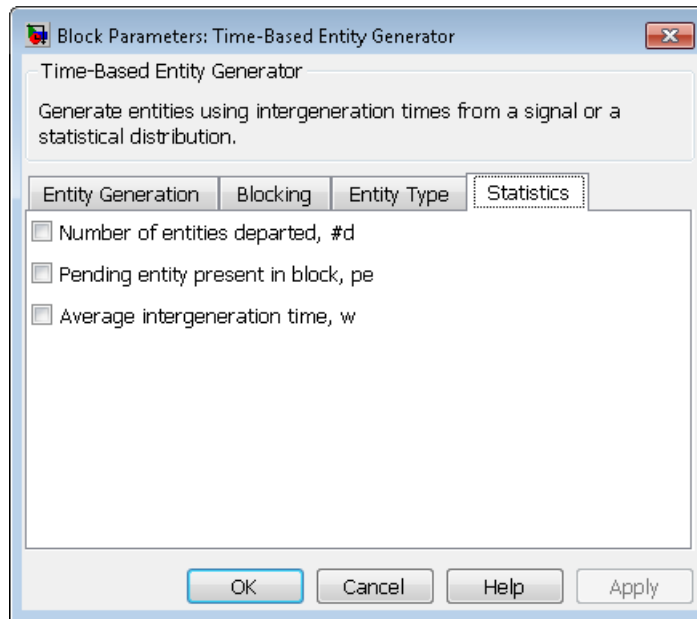 Block Parameters: Time-Based Entity Generator
Time-Based Entity Generator
Generate entities using intergeneration times from a signal or a
statistical distribution.
Entity Generation Blocking Entity Type Statistics
Number of entities departed, #d
Pending entity present in block, pe
Average intergeneration time, w
OK Cancel Help Apply